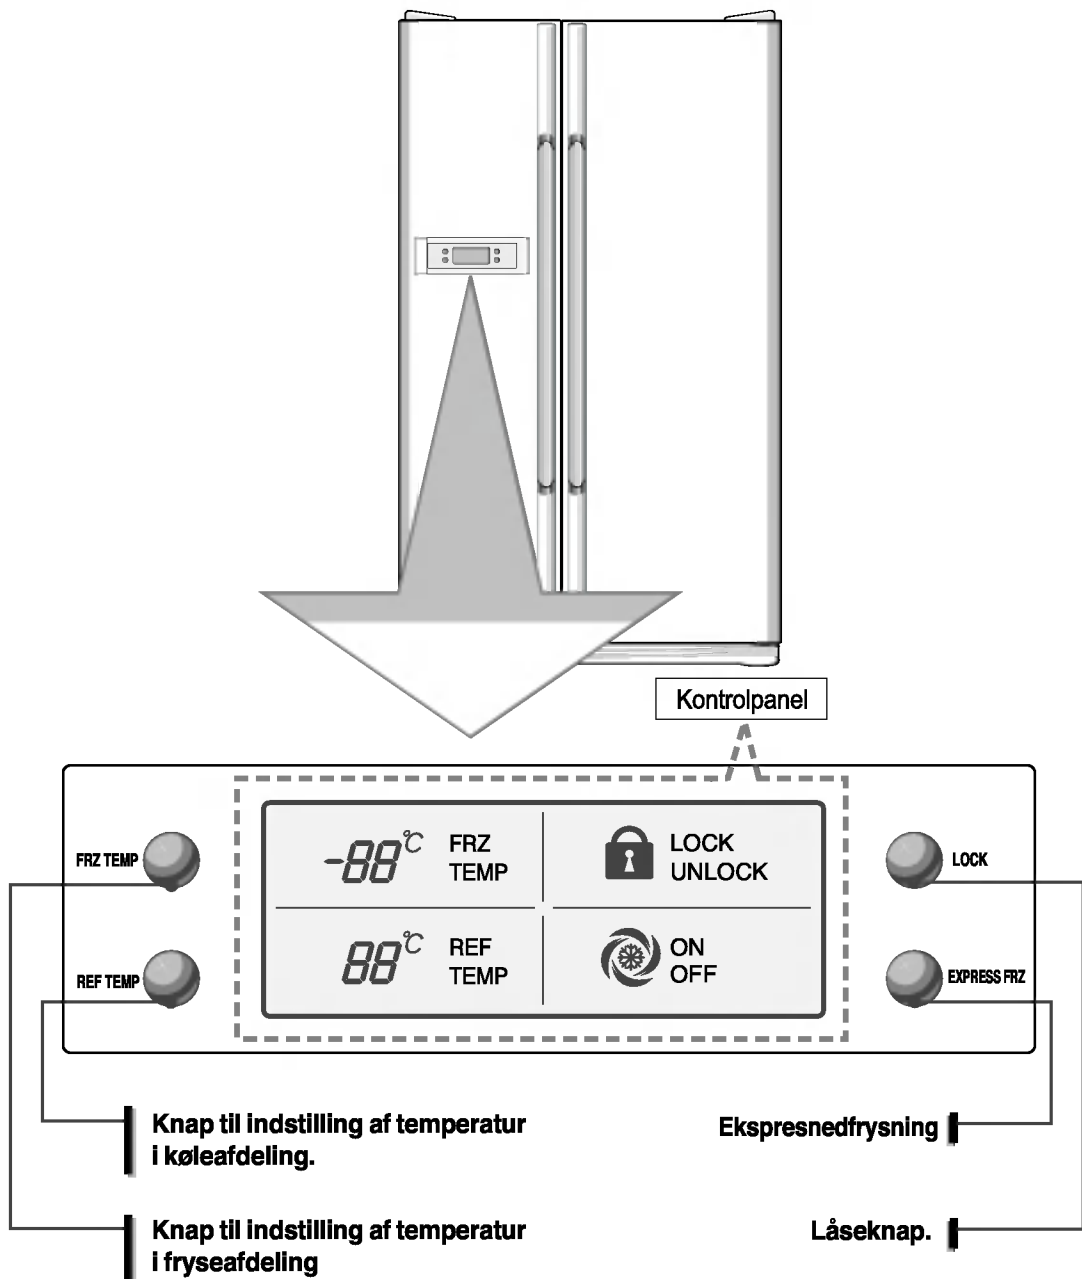 Kontrolpanel
FRZ TEMP
-88°C FRZ
TEMP
LOCK
UNLOCK
LOCK
REF TEMP
88°C REF
TEMP
ON
OFF
EXPRESS FRZ
Knap til indstilling af temperatur
i køleafdeling.
Ekspresnedfrysning
Knap til indstilling af temperatur
i fryseafdeling
Låseknap.